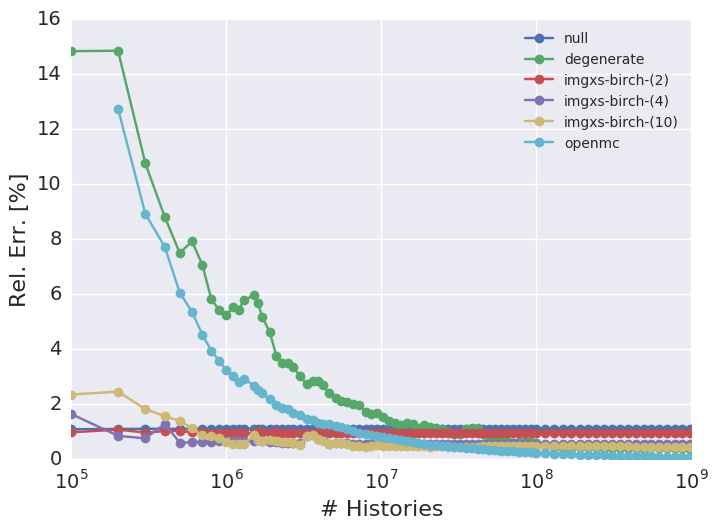 16
14
12
10
8
6
4
2
0
Rel. Err. [%]
10^5
10^6
10^7
10^8
10^9
# Histories
null
degenerate
imgxs-birch-(2)
imgxs-birch-(4)
imgxs-birch-(10)
openmc